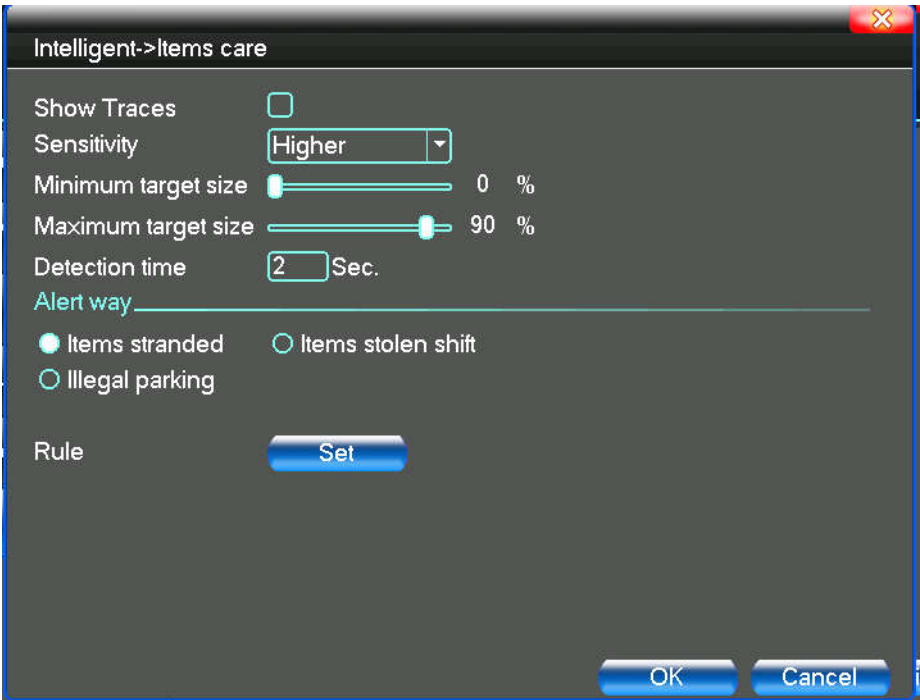 Intelligent->Items care
Show Traces
Sensitivity Higher
Minimum target size 0 %
Maximum target size 90 %
Detection time 2 Sec.
Alert way
Items stranded Items stolen shift
Illegal parking
Rule Set
OK Cancel